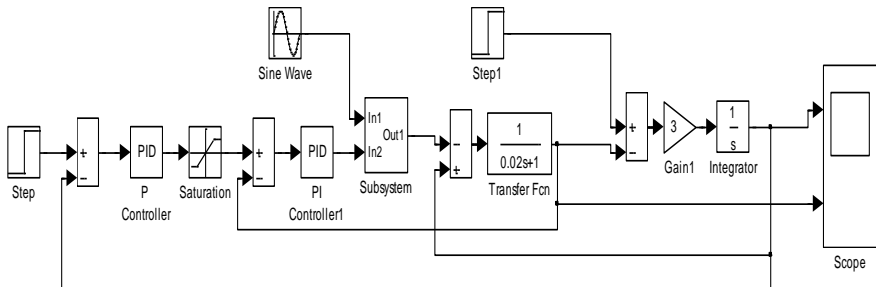 Sine Wave
Step1
Step
+
−
PID
P
Controller
Saturation
+
−
PID
PI
Controller1
In1
In2
Out1
Subsystem
−
+
1
0.02s+1
Transfer Fcn
+
−
3
Gain1
1
s
Integrator
Scope